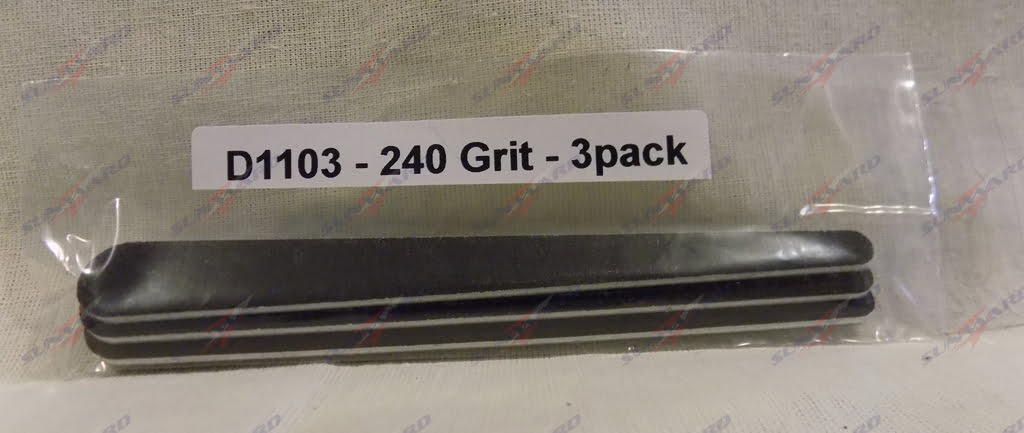 D1103 - 240 Grit - 3pack